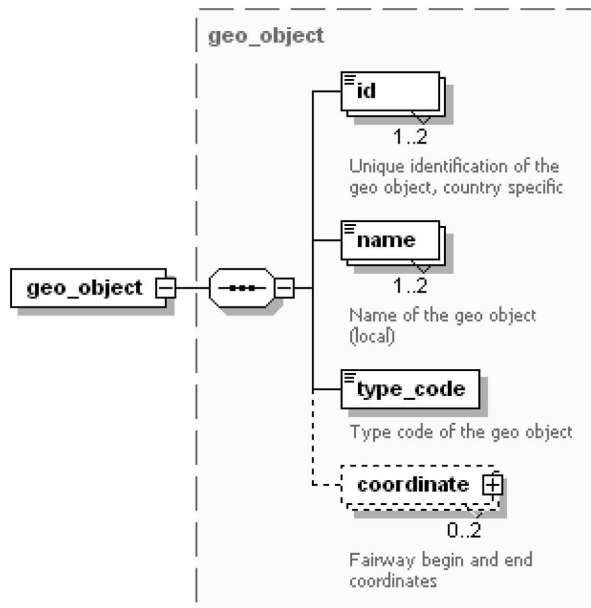 geo_object
id
1..2
Unique identification of the
geo object, country specific
name
1..2
Name of the geo object
(local)
geo_object
type_code
Type code of the geo object
coordinate
0..2
Fairway begin and end
coordinates